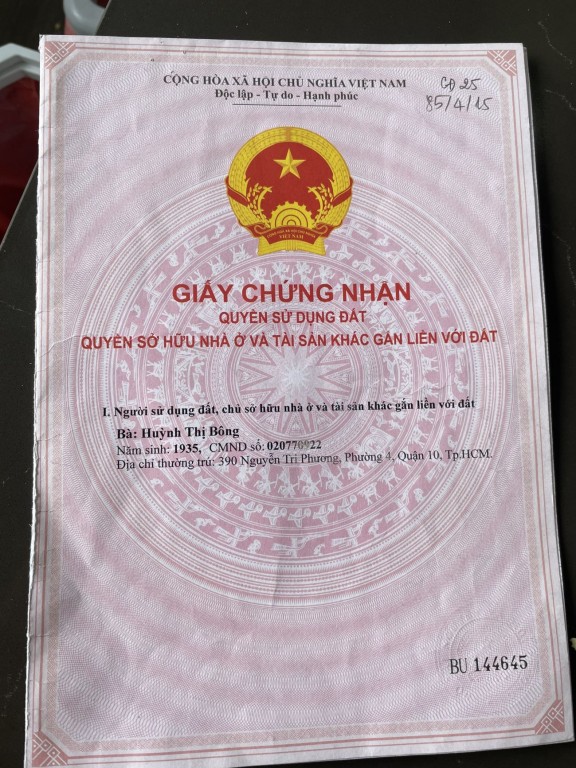 CỘNG HÒA XÃ HỘI CHỦ NGHĨA VIỆT NAM
Độc lập - Tự do - Hạnh phúc
85/4/15
VIỆT NAM
GIẤY CHỨNG NHẬN
QUYỀN SỬ DỤNG ĐẤT
QUYỀN SỞ HỮU NHÀ Ở VÀ TÀI SẢN KHÁC GẮN LIỀN VỚI ĐẤT
I. Người sử dụng đất, chủ sở hữu nhà ở và tài sản khác gắn liền với đất
Bà: Huỳnh Thị Bông
Năm sinh: 1935, CMND số: 020770922
Địa chỉ thường trú: 390 Nguyễn Tri Phương, Phường 4, Quận 10, Tp.HCM.
BU 144645